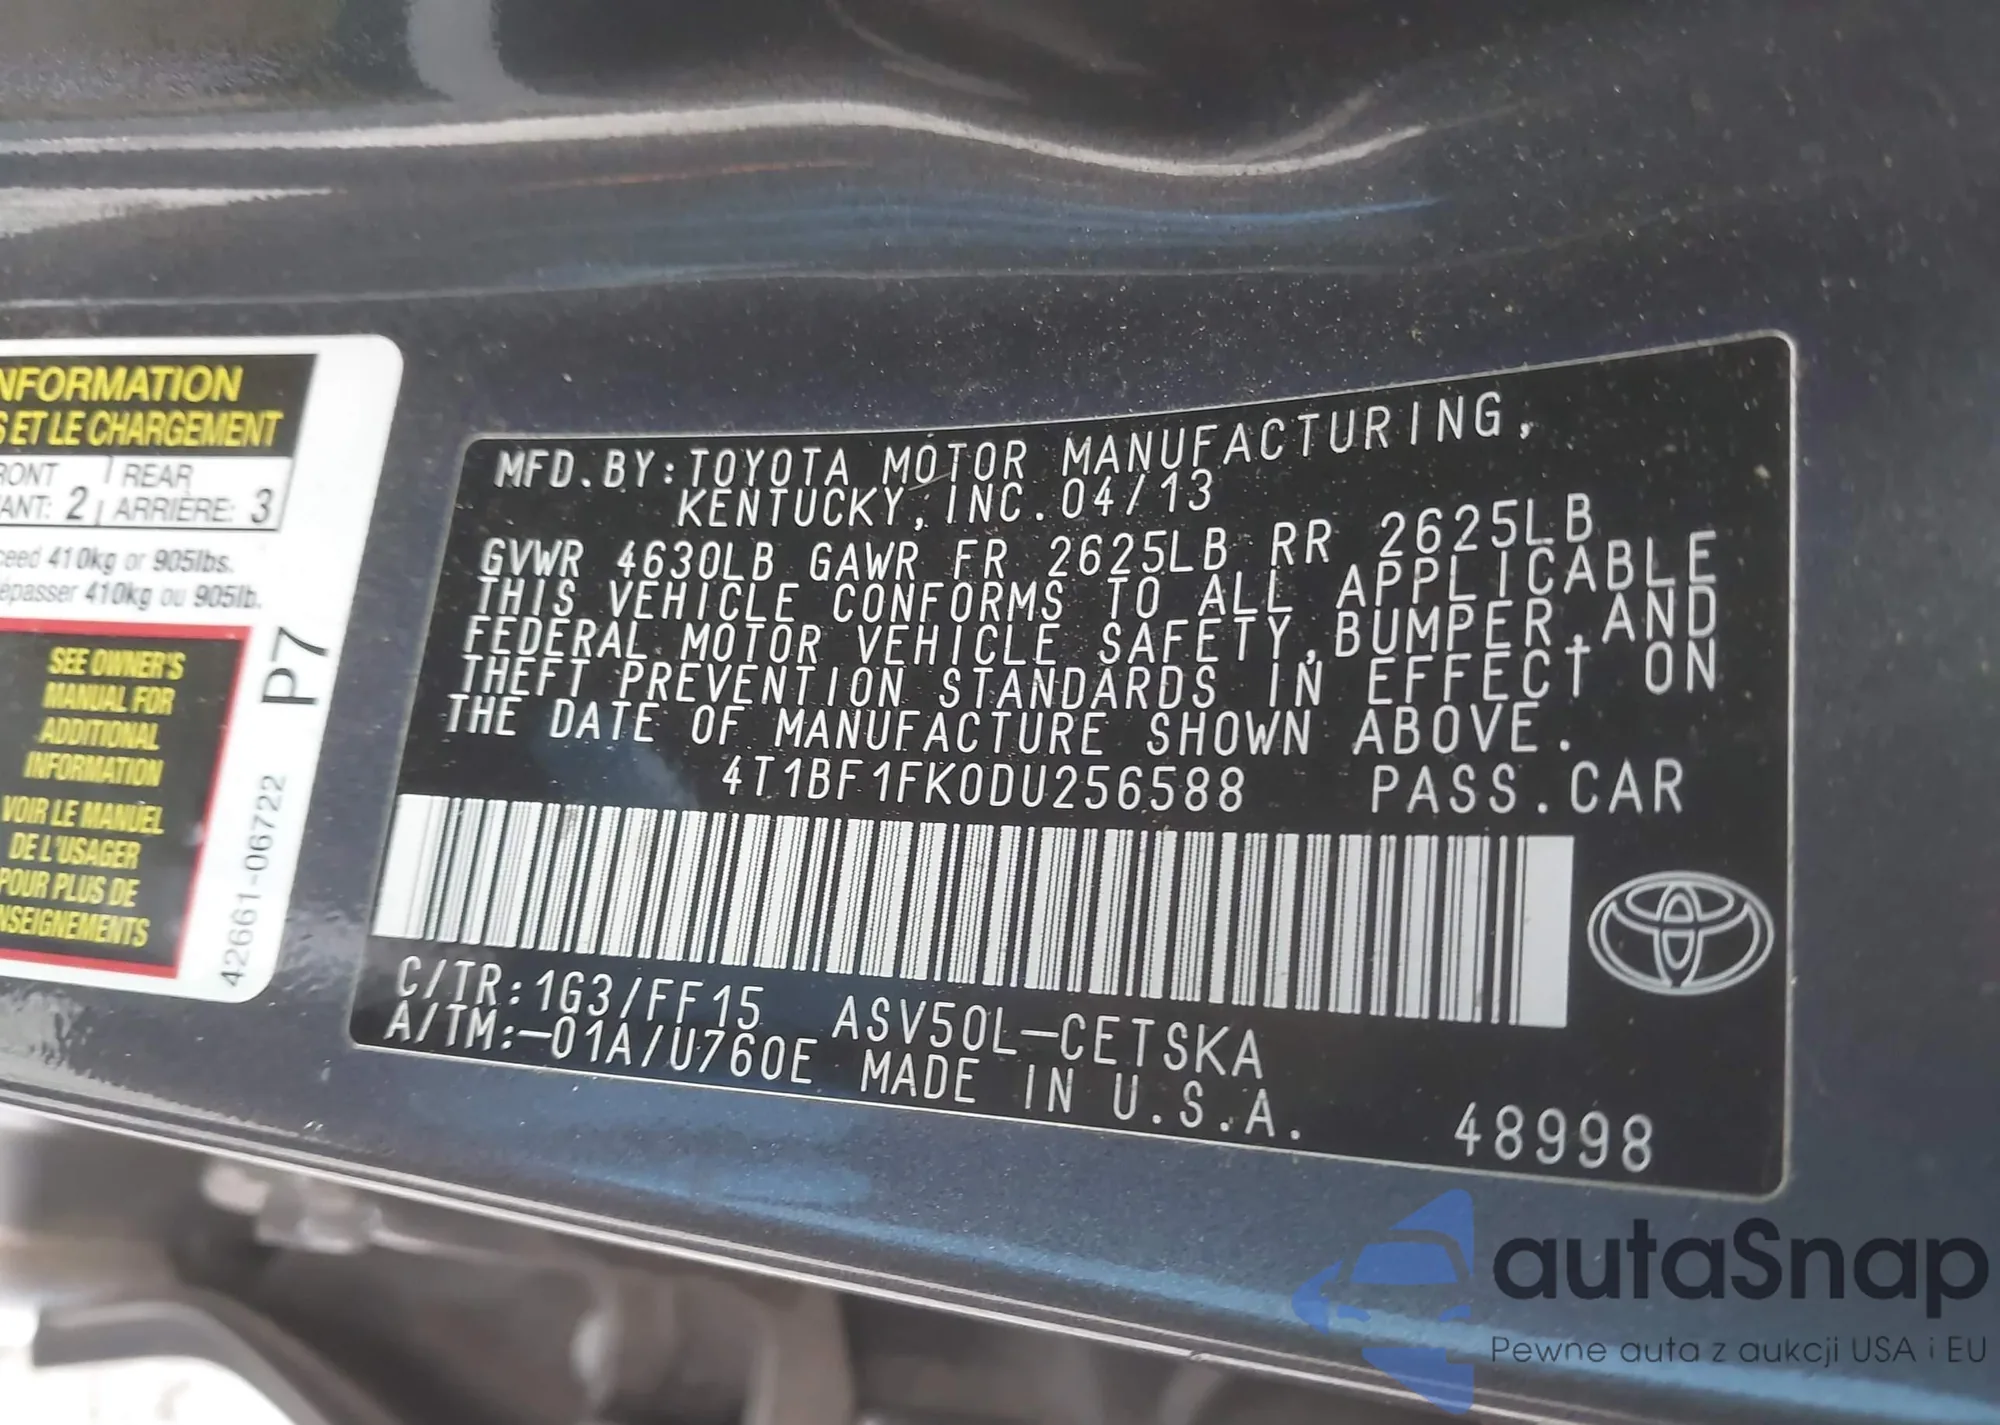 NFORMATION
S ET LE CHARGEMENT
RONT REAR
ANT: 2 ARRIÈRE: 3
ceed 410kg or 905lbs.
épasser 410kg ou 905lb.
SEE OWNER'S
MANUAL FOR
ADDITIONAL
INFORMATION
VOIR LE MANUEL
DE L'USAGER
POUR PLUS DE
NSEIGNEMENTS
P7
42661-06722
MFD.BY:TOYOTA MOTOR MANUFACTURING,
KENTUCKY,INC.04/13
GVWR 4630LB GAWR FR 2625LB RR 2625LB
THIS VEHICLE CONFORMS TO ALL APPLICABLE
FEDERAL MOTOR VEHICLE SAFETY,BUMPER,AND
THEFT PREVENTION STANDARDS IN EFFECT ON
THE DATE OF MANUFACTURE SHOWN ABOVE.
4T1BF1FK0DU256588 PASS.CAR
C/TR:1G3/FF15 ASV50L-CETSKA
A/TM:-01A/U760E MADE IN U.S.A.
48998
autaSnap
Pewne auta z aukcji USA i EU